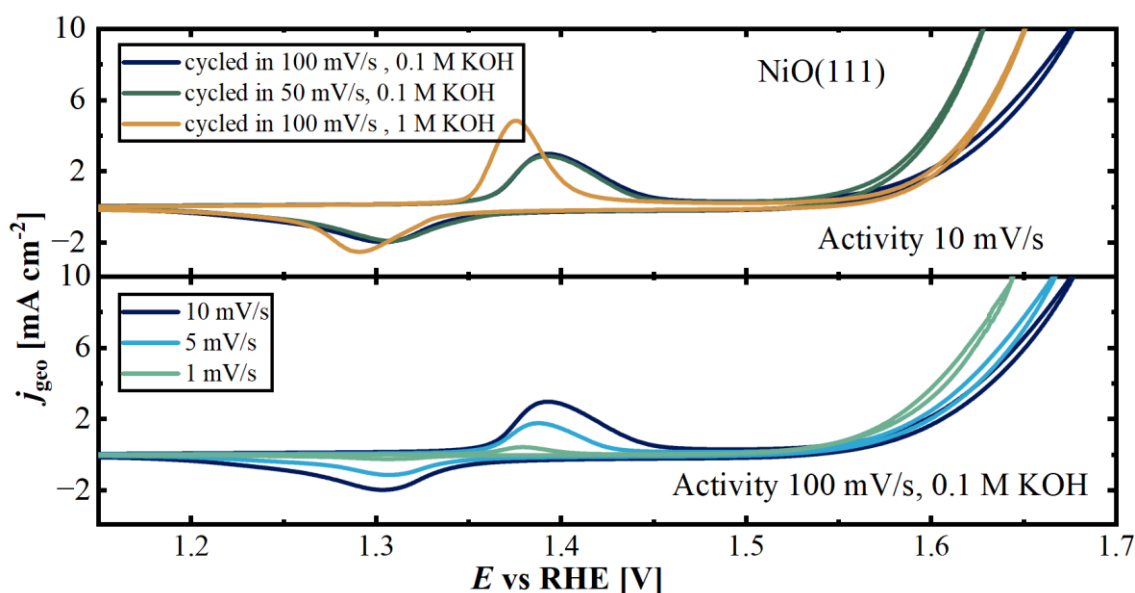 10
cycled in 100 mV/s , 0.1 M KOH
cycled in 50 mV/s, 0.1 M KOH
cycled in 100 mV/s , 1 M KOH
NiO(111)
6
2
−2
Activity 10 mV/s
10
10 mV/s
5 mV/s
1 mV/s
6
2
−2
Activity 100 mV/s, 0.1 M KOH
j_geo [mA cm⁻²]
1.2 1.3 1.4 1.5 1.6 1.7
E vs RHE [V]